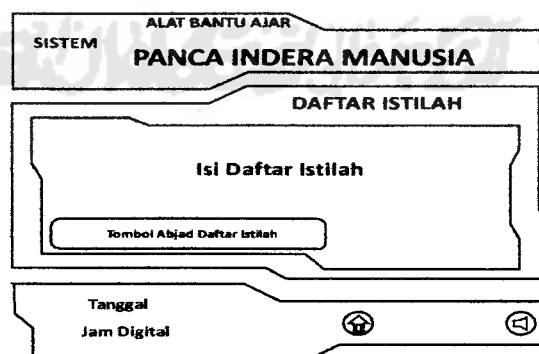 ALAT BANTU AJAR
SISTEM
PANCA INDERA MANUSIA
DAFTAR ISTILAH
Isi Daftar Istilah
Tombol Abjad Daftar Istilah
Tanggal
Jam Digital